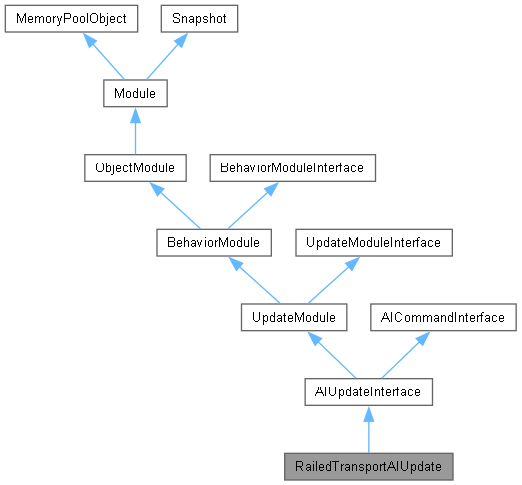 MemoryPoolObject
Snapshot
Module
ObjectModule
BehaviorModuleInterface
BehaviorModule
UpdateModuleInterface
UpdateModule
AICommandInterface
AIUpdateInterface
RailedTransportAIUpdate